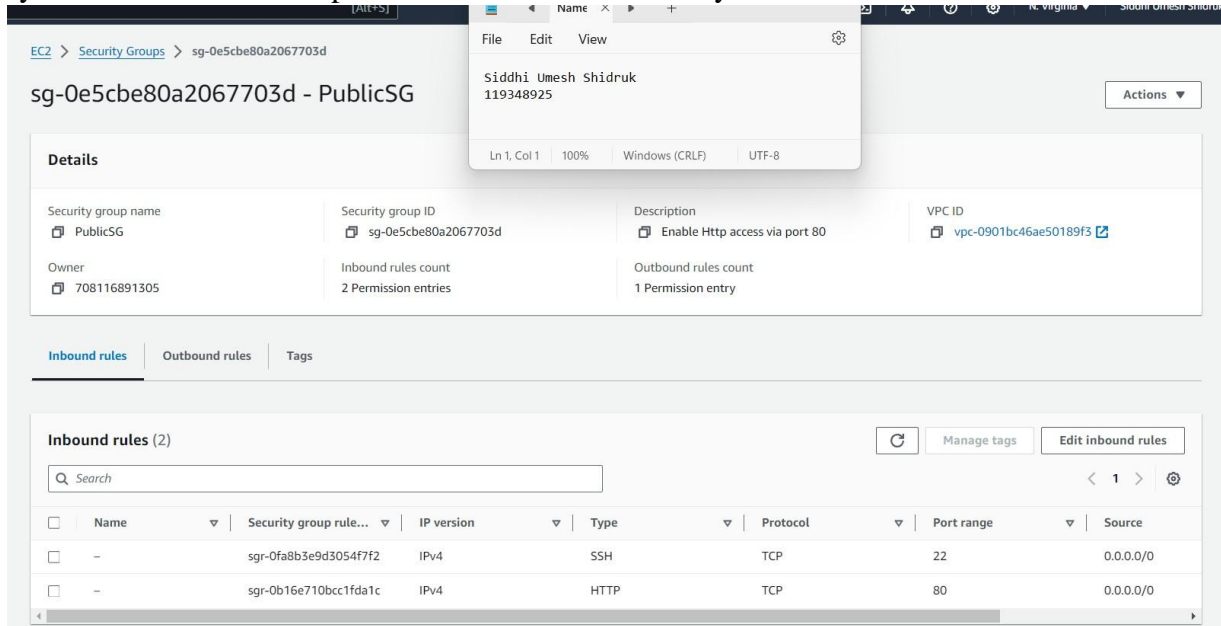 [Alt+S]
N. Virginia
Siddhi Umesh Shidruk
Name × +
File Edit View
Siddhi Umesh Shidruk
119348925
Ln 1, Col 1 100% Windows (CRLF) UTF-8
EC2 > Security Groups > sg-0e5cbe80a2067703d
sg-0e5cbe80a2067703d - PublicSG
Actions
Details
Security group name
PublicSG
Security group ID
sg-0e5cbe80a2067703d
Description
Enable Http access via port 80
VPC ID
vpc-0901bc46ae50189f3
Owner
708116891305
Inbound rules count
2 Permission entries
Outbound rules count
1 Permission entry
Inbound rules Outbound rules Tags
Inbound rules (2)
Manage tags
Edit inbound rules
Search
< 1 >
Name Security group rule... IP version Type Protocol Port range Source
– sgr-0fa8b3e9d3054f7f2 IPv4 SSH TCP 22 0.0.0.0/0
– sgr-0b16e710bcc1fda1c IPv4 HTTP TCP 80 0.0.0.0/0